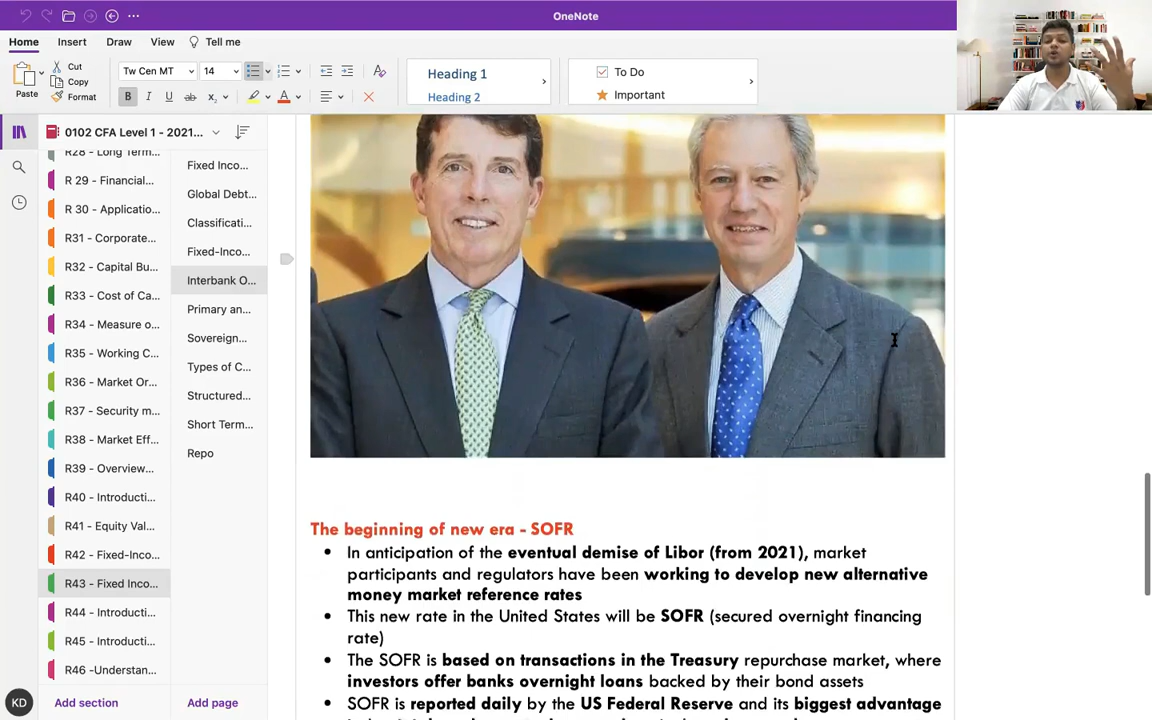 OneNote
Home Insert Draw View Tell me
Paste
Cut
Copy
Format
Tw Cen MT 14
B I U ab x₂ A
Heading 1
Heading 2
To Do
Important
0102 CFA Level 1 - 2021...
R28 - Long Term...
R 29 - Financial...
R 30 - Applicatio...
R31 - Corporate...
R32 - Capital Bu...
R33 - Cost of Ca...
R34 - Measure o...
R35 - Working C...
R36 - Market Or...
R37 - Security m...
R38 - Market Eff...
R39 - Overview...
R40 - Introducti...
R41 - Equity Val...
R42 - Fixed-Inco...
R43 - Fixed Inco...
R44 - Introducti...
R45 - Introducti...
R46 -Understan...
Add section
KD
Fixed Inco...
Global Debt...
Classificati...
Fixed-Inco...
Interbank O...
Primary an...
Sovereign...
Types of C...
Structured...
Short Term...
Repo
Add page
The beginning of new era - SOFR
• In anticipation of the eventual demise of Libor (from 2021), market
participants and regulators have been working to develop new alternative
money market reference rates
• This new rate in the United States will be SOFR (secured overnight financing
rate)
• The SOFR is based on transactions in the Treasury repurchase market, where
investors offer banks overnight loans backed by their bond assets
• SOFR is reported daily by the US Federal Reserve and its biggest advantage